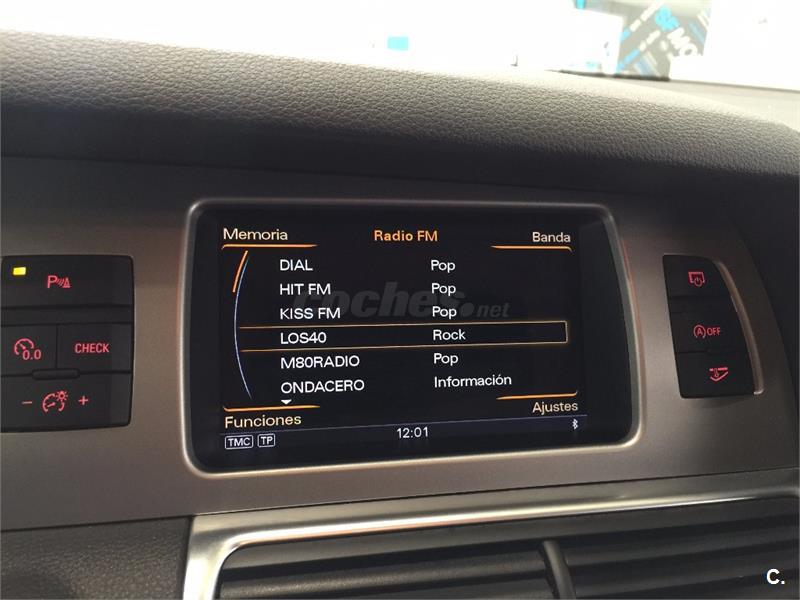 Memoria Radio FM Banda
DIAL Pop
HIT FM Pop
KISS FM Pop
LOS40 Rock
M80RADIO Pop
ONDACERO Información
Funciones Ajustes
TMC TP 12:01
P
0.0 CHECK
- +
A OFF
coches.net
MO
C.